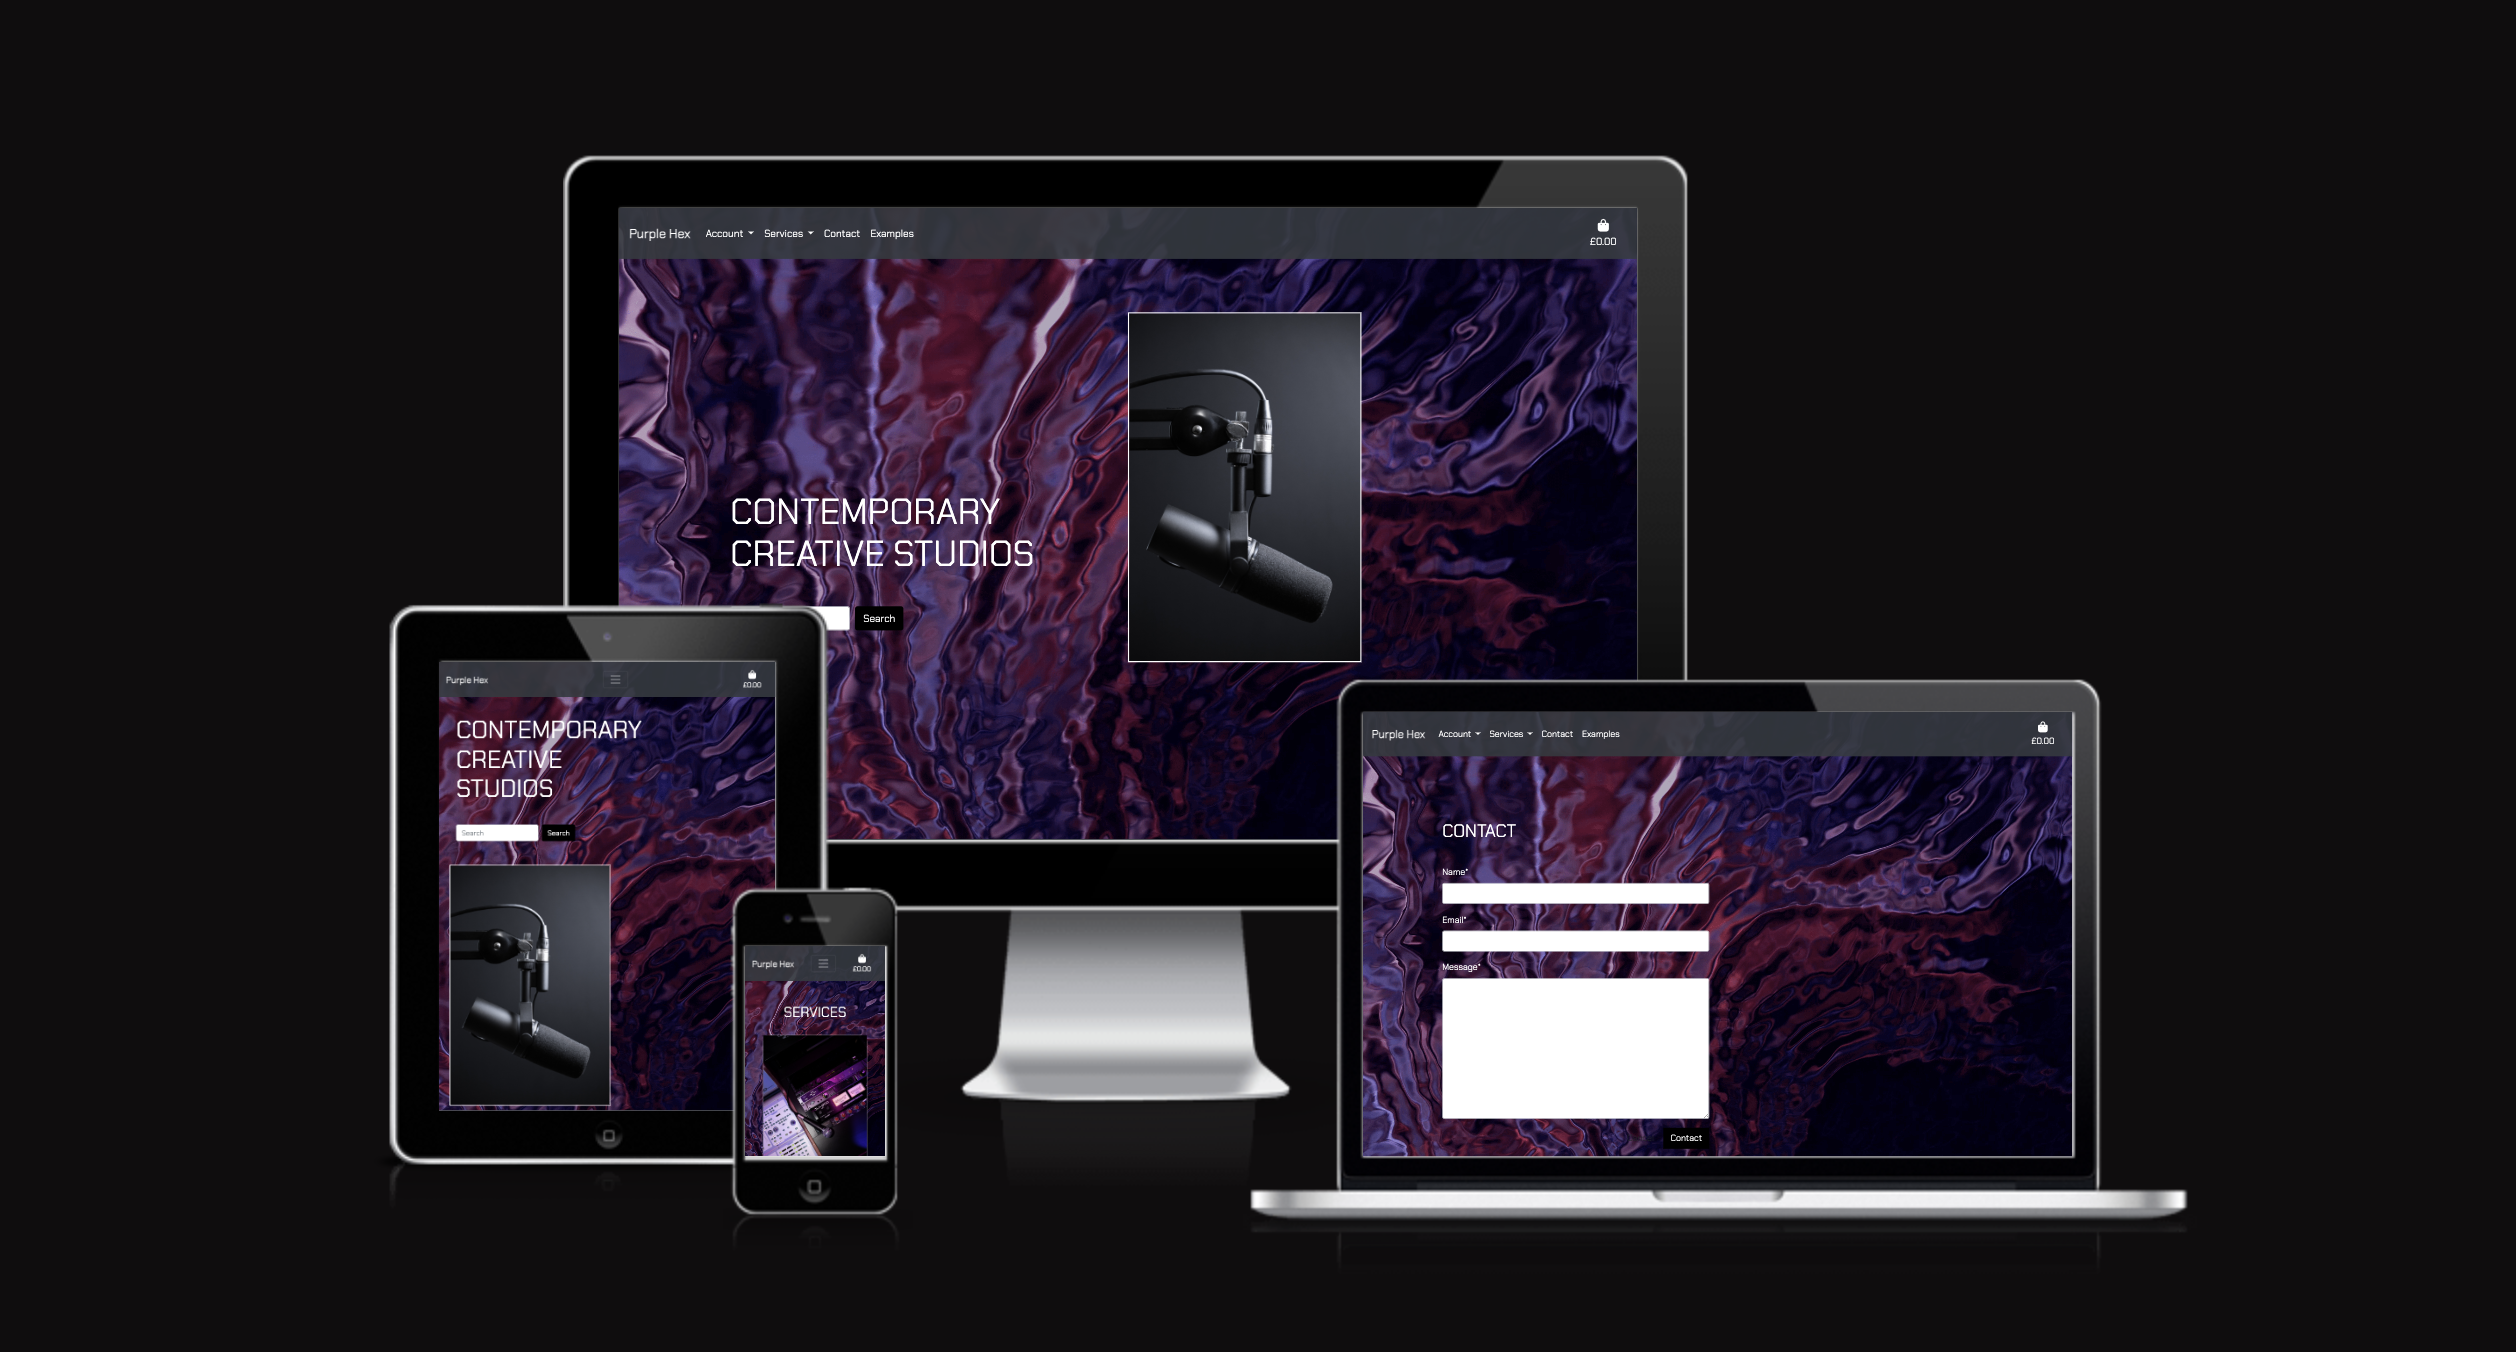 Purple Hex Account Services Contact Examples
£0.00
CONTEMPORARY
CREATIVE STUDIOS
Search
Purple Hex
£0.00
CONTEMPORARY
CREATIVE
STUDIOS
Search Search
Purple Hex
£0.00
SERVICES
Purple Hex Account Services Contact Examples
£0.00
CONTACT
Name*
Email*
Message*
Contact